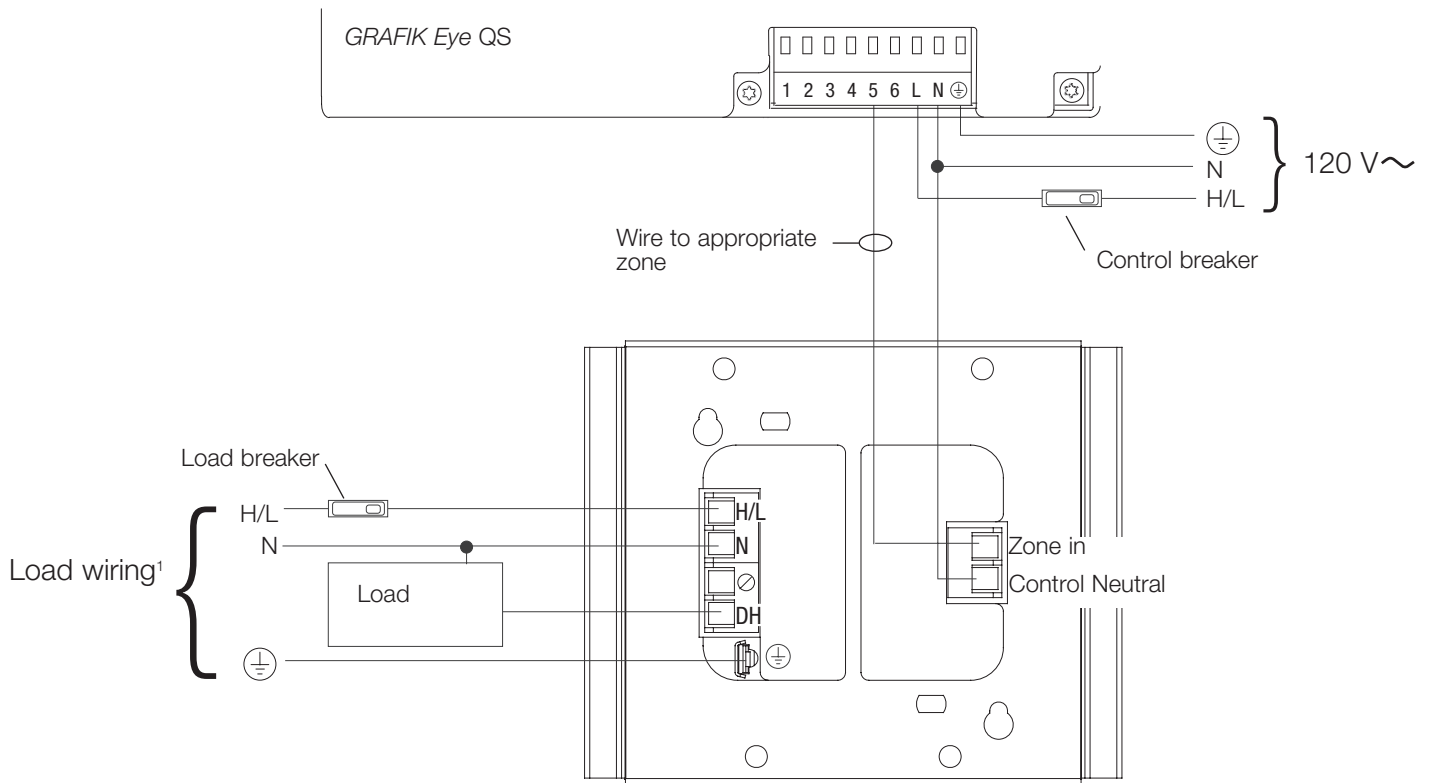 GRAFIK Eye QS
1 2 3 4 5 6 L N
N
120 V
H/L
Wire to appropriate
zone
Control breaker
Load breaker
H/L
H/L
N
N
Zone in
Load wiring¹
Load
Control Neutral
DH